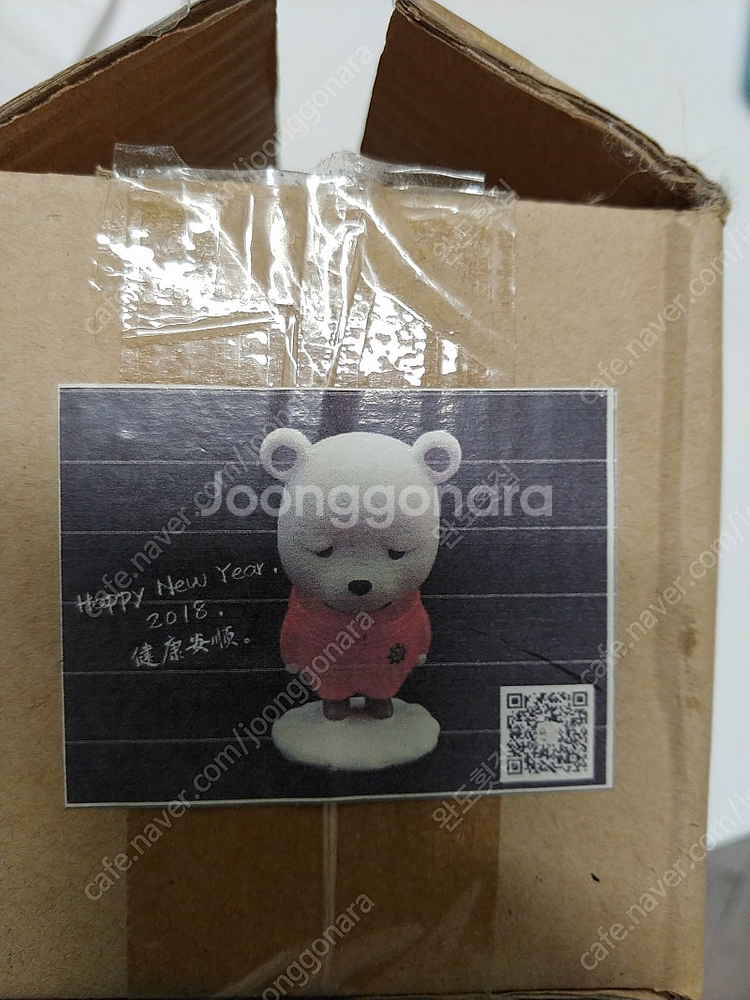 Joonggonara
Happy New Year.
2018.
健康安顺。
cafe.naver.com/joonggonara